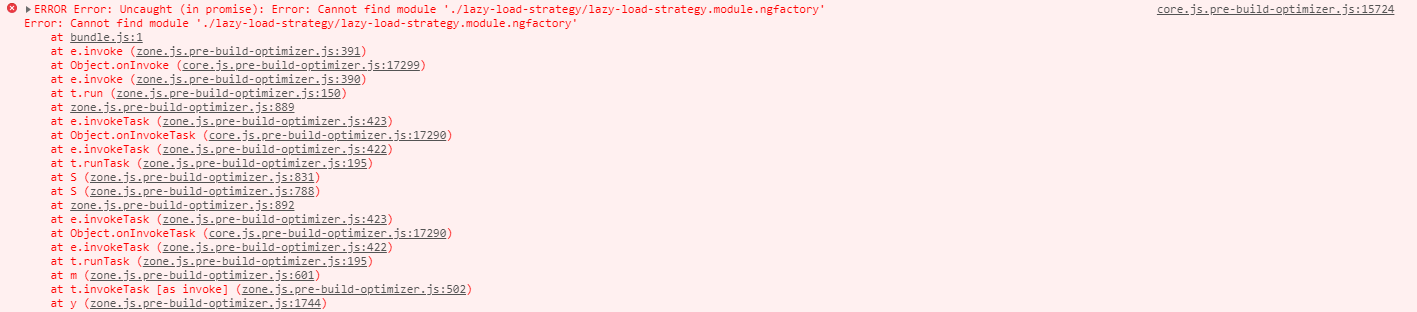 ERROR Error: Uncaught (in promise): Error: Cannot find module './lazy-load-strategy/lazy-load-strategy.module.ngfactory' core.js.pre-build-optimizer.js:15724
Error: Cannot find module './lazy-load-strategy/lazy-load-strategy.module.ngfactory'
at bundle.js:1
at e.invoke (zone.js.pre-build-optimizer.js:391)
at Object.onInvoke (core.js.pre-build-optimizer.js:17299)
at e.invoke (zone.js.pre-build-optimizer.js:390)
at t.run (zone.js.pre-build-optimizer.js:150)
at zone.js.pre-build-optimizer.js:889
at e.invokeTask (zone.js.pre-build-optimizer.js:423)
at Object.onInvokeTask (core.js.pre-build-optimizer.js:17290)
at e.invokeTask (zone.js.pre-build-optimizer.js:422)
at t.runTask (zone.js.pre-build-optimizer.js:195)
at S (zone.js.pre-build-optimizer.js:831)
at S (zone.js.pre-build-optimizer.js:788)
at zone.js.pre-build-optimizer.js:892
at e.invokeTask (zone.js.pre-build-optimizer.js:423)
at Object.onInvokeTask (core.js.pre-build-optimizer.js:17290)
at e.invokeTask (zone.js.pre-build-optimizer.js:422)
at t.runTask (zone.js.pre-build-optimizer.js:195)
at m (zone.js.pre-build-optimizer.js:601)
at t.invokeTask [as invoke] (zone.js.pre-build-optimizer.js:502)
at y (zone.js.pre-build-optimizer.js:1744)